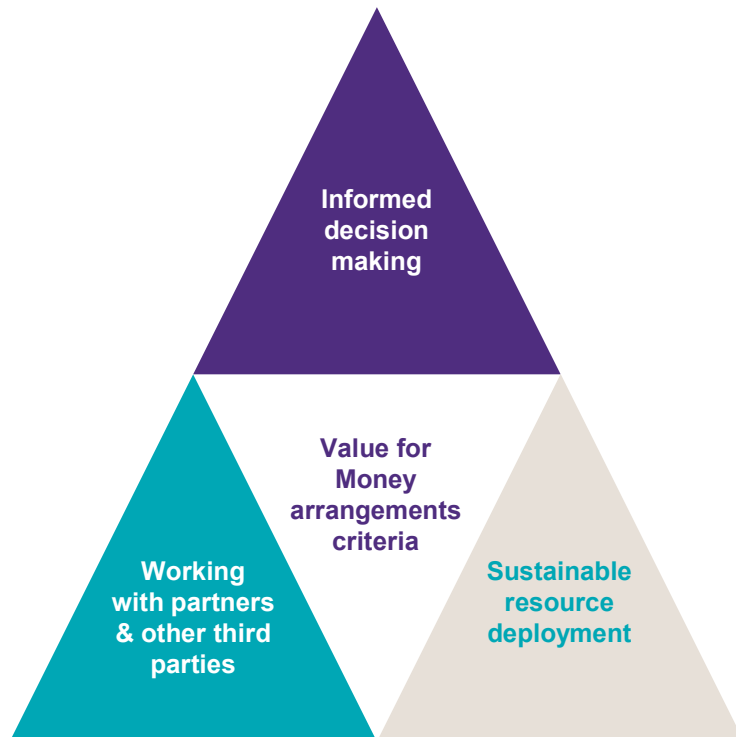 Informed
decision
making
Value for
Money
arrangements
criteria
Working
with partners
& other third
parties
Sustainable
resource
deployment